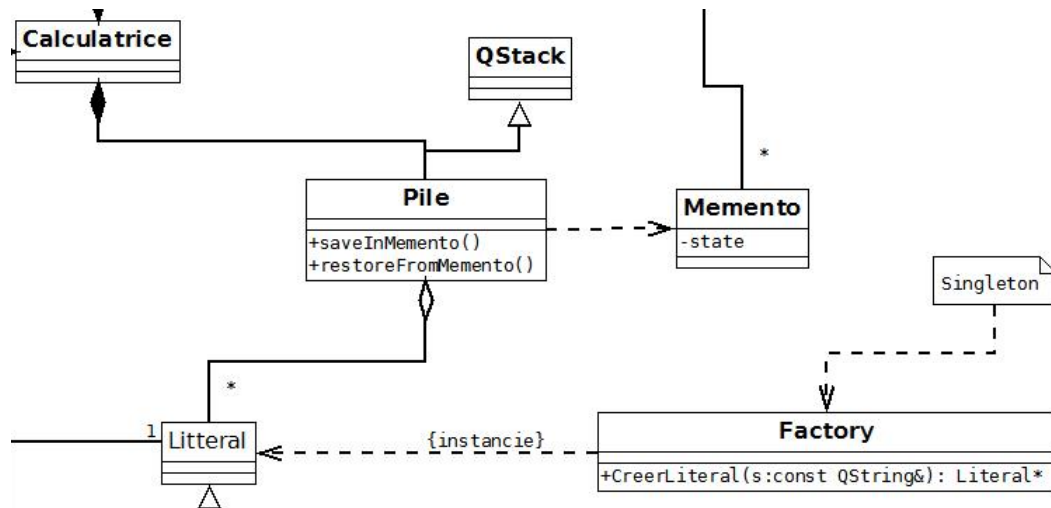 Calculatrice
QStack
Pile
+saveInMemento()
+restoreFromMemento()
*
Memento
-state
Singleton
*
1
Litteral
{instancie}
Factory
+CreerLiteral(s:const QString&): Literal*